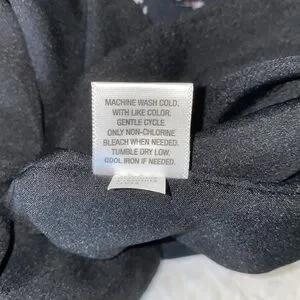 MACHINE WASH COLD.
WITH LIKE COLOR.
GENTLE CYCLE.
ONLY NON-CHLORINE
BLEACH WHEN NEEDED.
TUMBLE DRY LOW.
COOL IRON IF NEEDED.